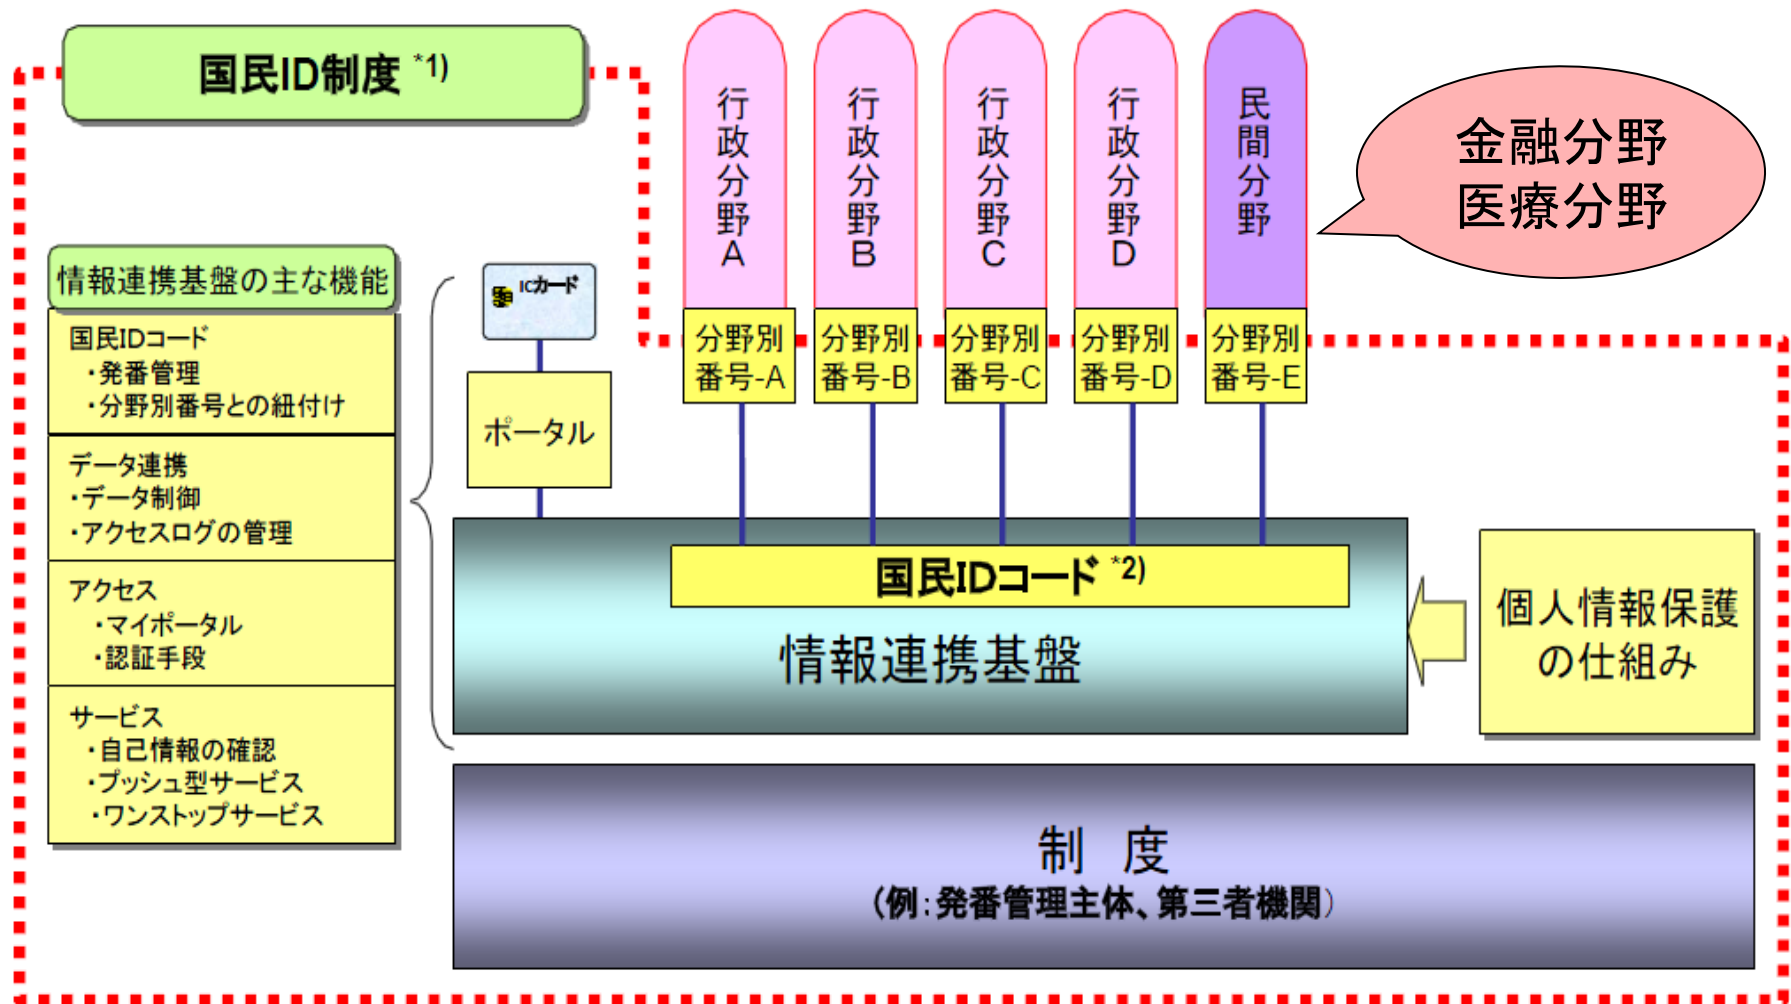 国民ID制度 *1)
行政分野A
行政分野B
行政分野C
行政分野D
民間分野
金融分野
医療分野
情報連携基盤の主な機能
国民IDコード
・発番管理
・分野別番号との紐付け
データ連携
・データ制御
・アクセスログの管理
アクセス
・マイポータル
・認証手段
サービス
・自己情報の確認
・プッシュ型サービス
・ワンストップサービス
ICカード
ポータル
分野別
番号-A
分野別
番号-B
分野別
番号-C
分野別
番号-D
分野別
番号-E
国民IDコード *2)
情報連携基盤
個人情報保護
の仕組み
制 度
(例:発番管理主体、第三者機関)